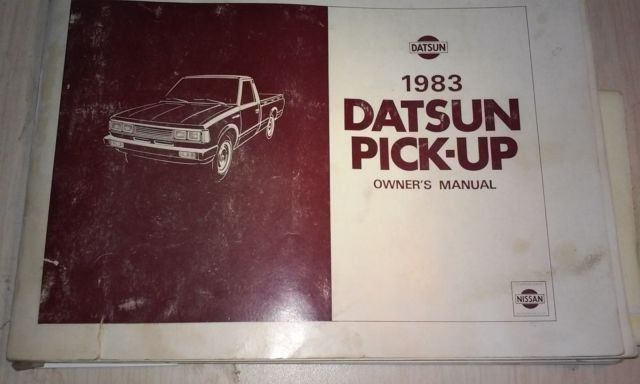 DATSUN
1983
DATSUN
PICK-UP
OWNER'S MANUAL
NISSAN